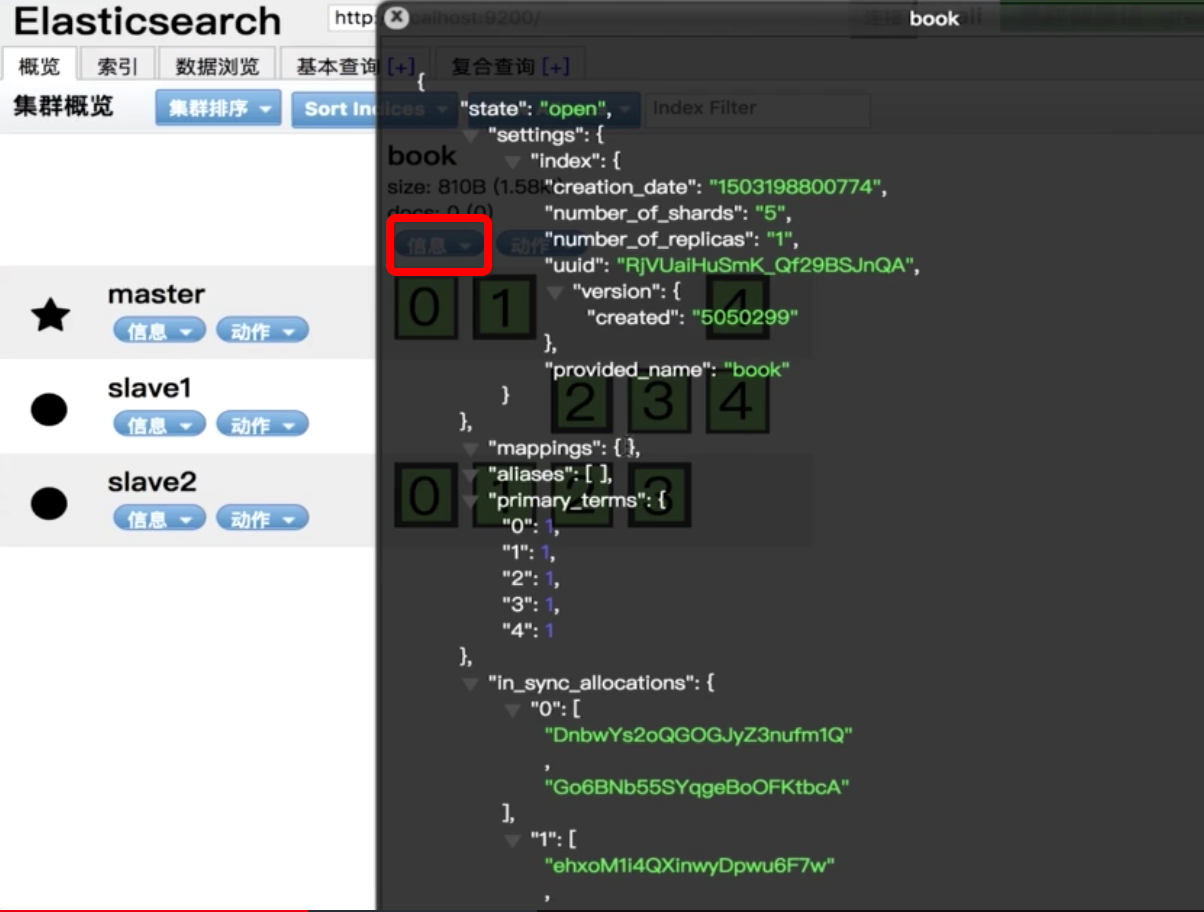 Elasticsearch
http:
calhost:9200/
连接
book
概览
索引
数据浏览
基本查询 [+]
复合查询 [+]
集群概览
集群排序
Sort Indices
Index Filter
book
size: 810B (1.58k
docs: 0 (0)
信息
动作
master
信息
动作
0
1
4
slave1
信息
动作
2
3
4
slave2
信息
动作
0
1
2
3
{
"state": "open",
"settings": {
"index": {
"creation_date": "1503198800774",
"number_of_shards": "5",
"number_of_replicas": "1",
"uuid": "RjVUaiHuSmK_Qf29BSJnQA",
"version": {
"created": "5050299"
},
"provided_name": "book"
}
},
"mappings": { },
"aliases": [ ],
"primary_terms": {
"0": 1,
"1": 1,
"2": 1,
"3": 1,
"4": 1
},
"in_sync_allocations": {
"0": [
"DnbwYs2oQGOGJyZ3nufm1Q"
,
"Go6BNb55SYqgeBoOFKtbcA"
],
"1": [
"ehxoM1i4QXinwyDpwu6F7w"
,